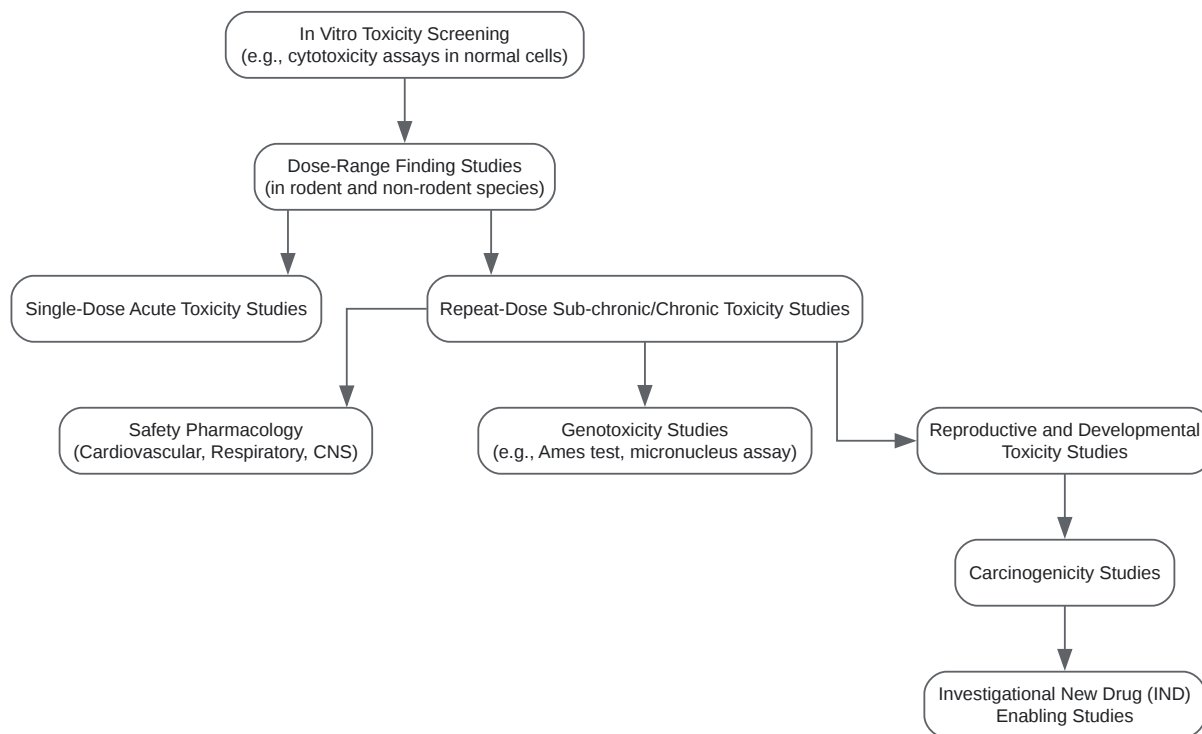 In Vitro Toxicity Screening
(e.g., cytotoxicity assays in normal cells)
Dose-Range Finding Studies
(in rodent and non-rodent species)
Single-Dose Acute Toxicity Studies
Repeat-Dose Sub-chronic/Chronic Toxicity Studies
Safety Pharmacology
(Cardiovascular, Respiratory, CNS)
Genotoxicity Studies
(e.g., Ames test, micronucleus assay)
Reproductive and Developmental
Toxicity Studies
Carcinogenicity Studies
Investigational New Drug (IND)
Enabling Studies